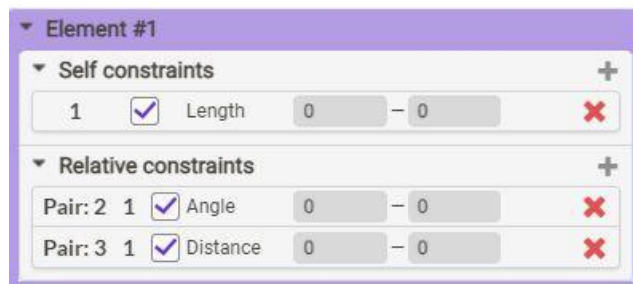 Element #1
Self constraints
1 Length 0 – 0
Relative constraints
Pair: 2 1 Angle 0 – 0
Pair: 3 1 Distance 0 – 0